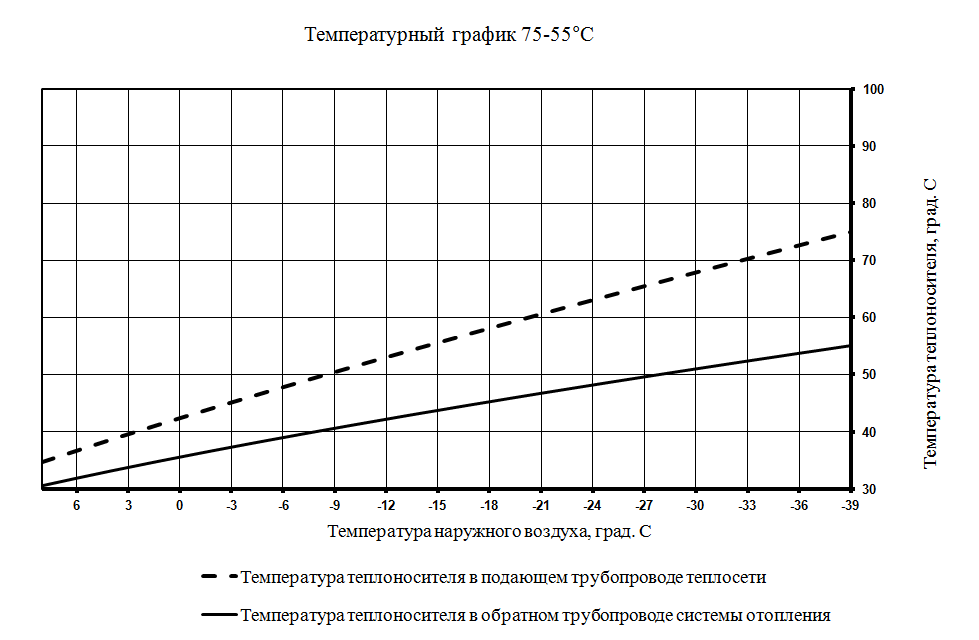 Температурный график 75-55°С
100
90
80
70
60
50
40
30
Температура теплоносителя, град. С
6 3 0 -3 -6 -9 -12 -15 -18 -21 -24 -27 -30 -33 -36 -39
Температура наружного воздуха, град. С
Температура теплоносителя в подающем трубопроводе теплосети
Температура теплоносителя в обратном трубопроводе системы отопления